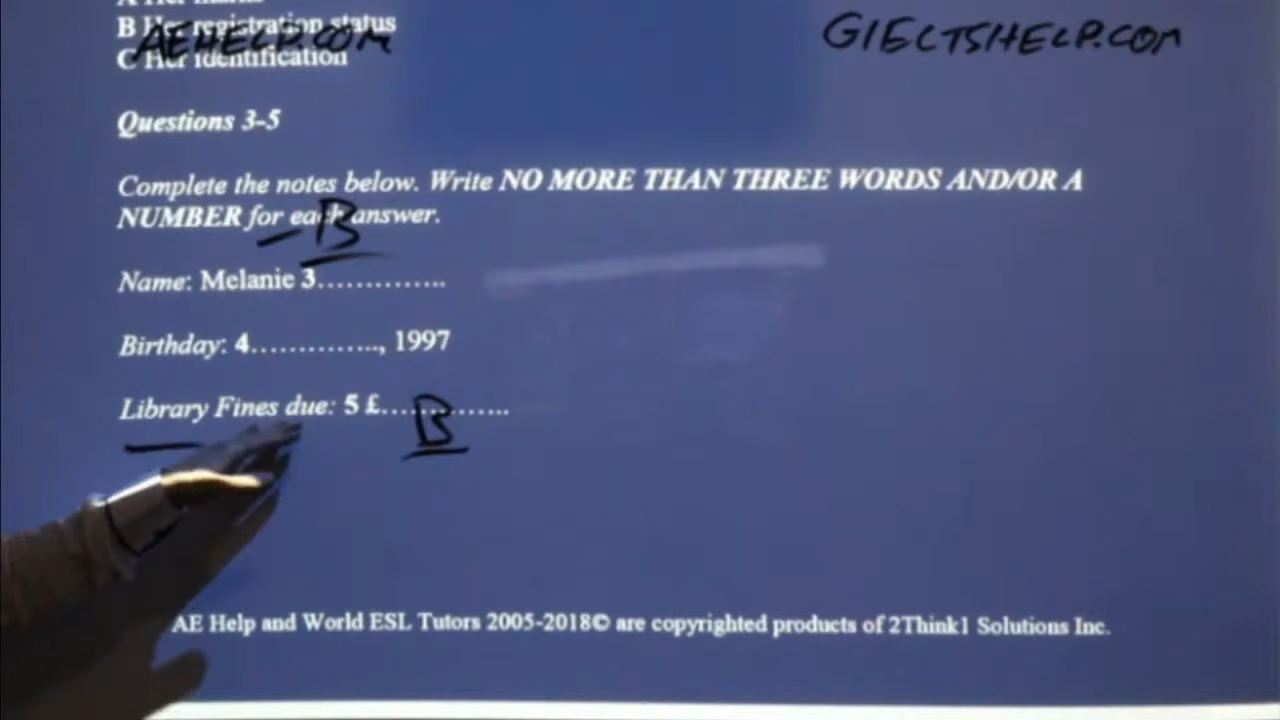 A Her marks
B Her registration status
AEHELP.COM
GIELTSHELP.COM
C Her identification
Questions 3-5
Complete the notes below. Write NO MORE THAN THREE WORDS AND/OR A
NUMBER for each answer.
- B
Name: Melanie 3..............
Birthday: 4..............., 1997
Library Fines due: 5 £...............
B
AE Help and World ESL Tutors 2005-2018© are copyrighted products of 2Think1 Solutions Inc.